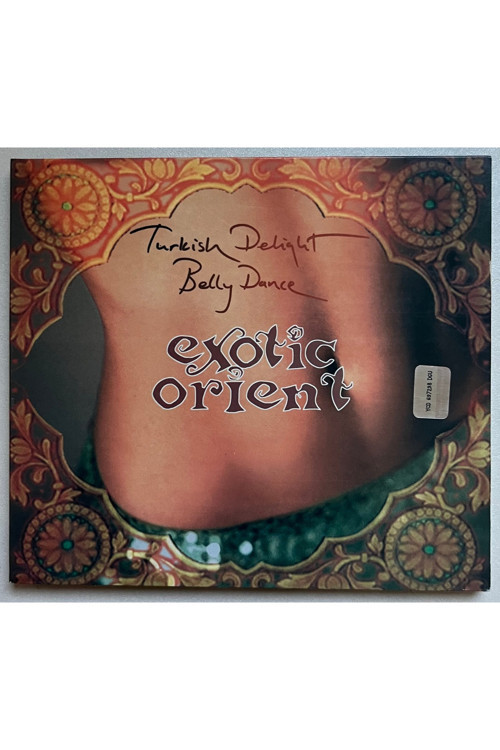 Turkish Delight
Belly Dance
exotic
orient